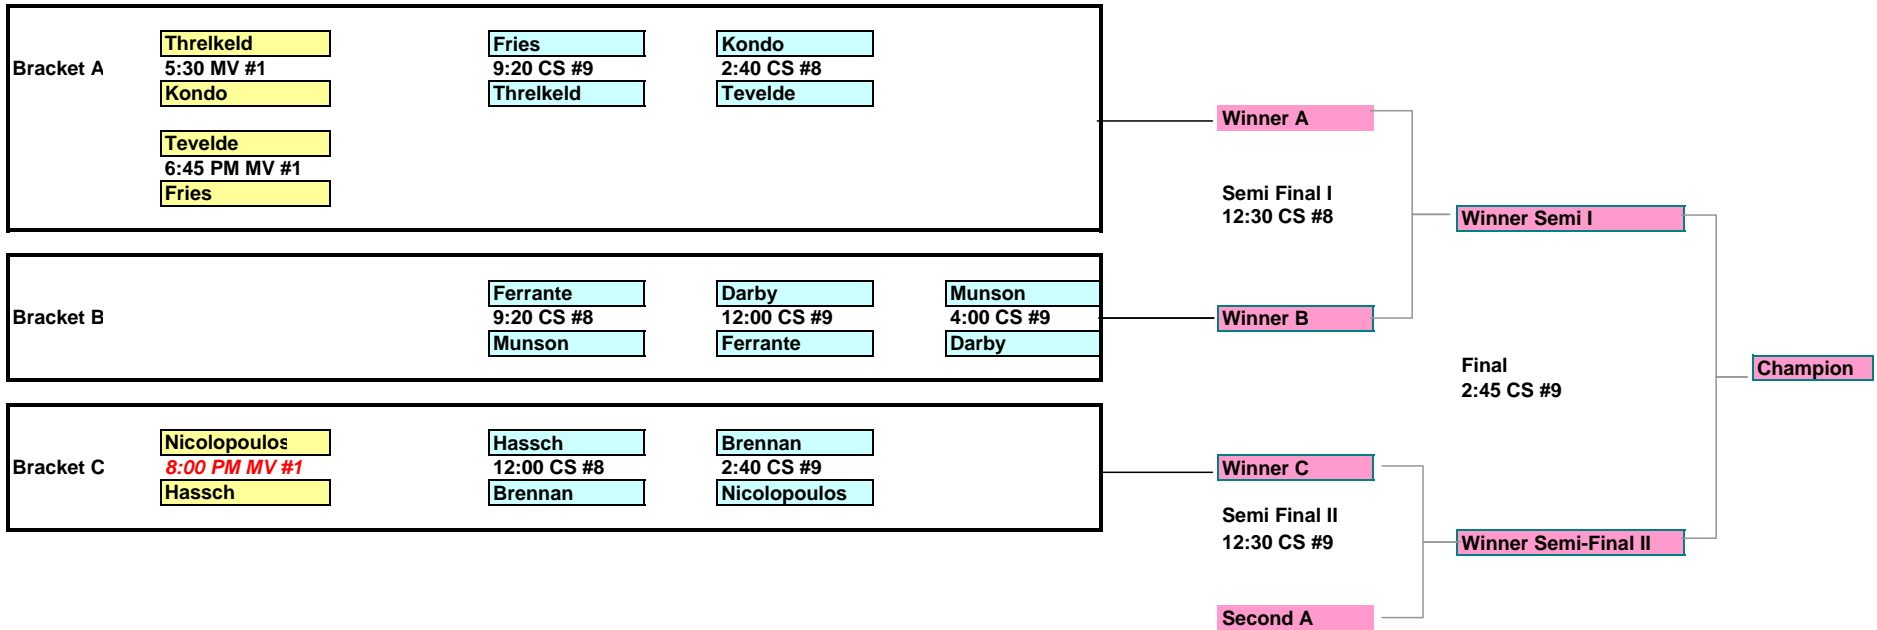 Bracket A
Threlkeld
5:30 MV #1
Kondo
Tevelde
6:45 PM MV #1
Fries
Fries
9:20 CS #9
Threlkeld
Kondo
2:40 CS #8
Tevelde
Bracket B
Ferrante
9:20 CS #8
Munson
Darby
12:00 CS #9
Ferrante
Munson
4:00 CS #9
Darby
Bracket C
Nicolopoulos
8:00 PM MV #1
Hassch
Hassch
12:00 CS #8
Brennan
Brennan
2:40 CS #9
Nicolopoulos
Winner A
Semi Final I
12:30 CS #8
Winner B
Winner C
Semi Final II
12:30 CS #9
Second A
Winner Semi I
Final
2:45 CS #9
Winner Semi-Final II
Champion